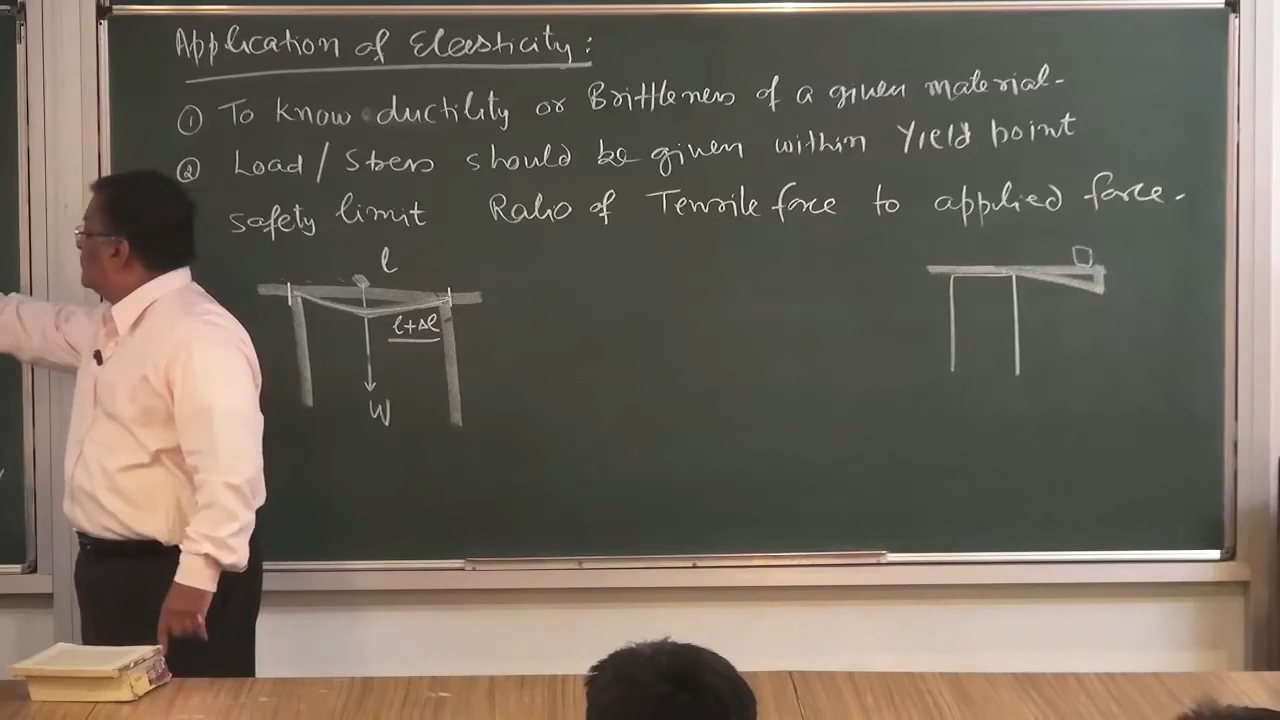 Application of Elasticity:
① To know ductility or Brittleness of a given material-
② Load/Stress should be given within Yield point
safety limit Ratio of Tensile force to applied force.
l
l+Δl
W